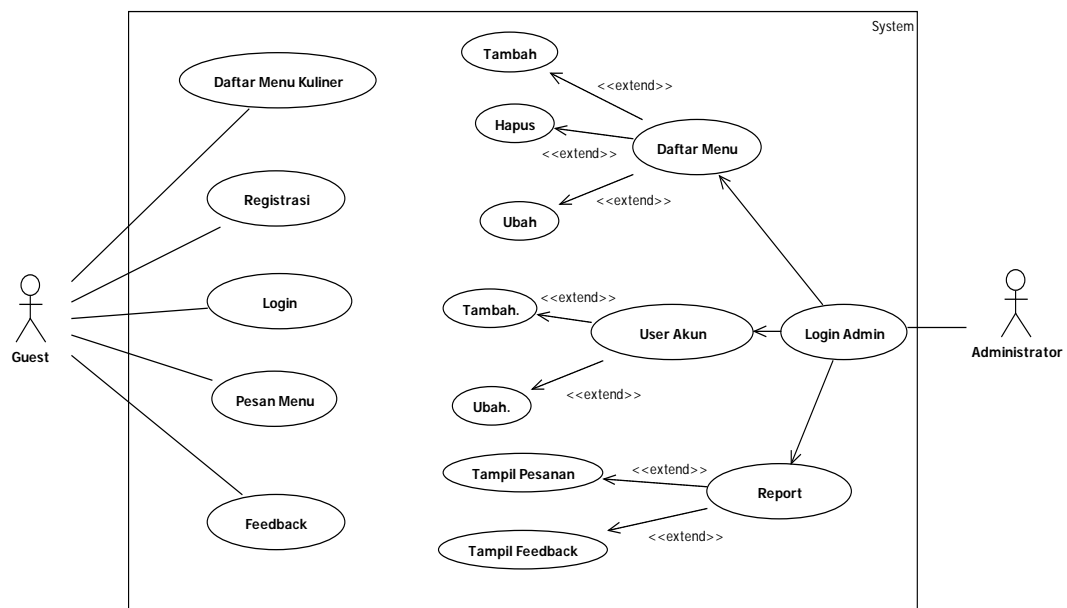 System
Tambah
Daftar Menu Kuliner
<<extend>>
Hapus
Daftar Menu
<<extend>>
Registrasi
<<extend>>
Ubah
Login
Tambah.
<<extend>>
User Akun
Login Admin
Guest
Administrator
Pesan Menu
Ubah.
<<extend>>
Tampil Pesanan
<<extend>>
Report
Feedback
<<extend>>
Tampil Feedback